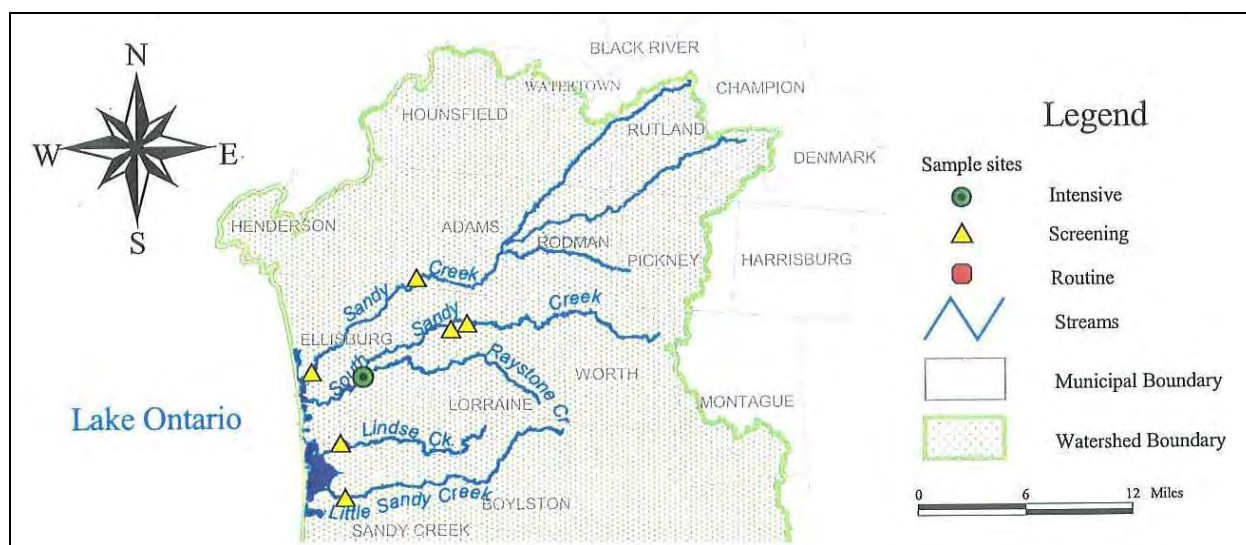 BLACK RIVER
N
WATERTOWN
CHAMPION
HOUNSFIELD
RUTLAND
Legend
W
E
DENMARK
Sample sites
Intensive
S
HENDERSON
ADAMS
RODMAN
PICKNEY
HARRISBURG
Screening
Sandy Creek
Routine
South Sandy Creek
ELLISBURG
Streams
Raystone Cr.
WORTH
Municipal Boundary
LORRAINE
MONTAGUE
Lake Ontario
Lindse Ck.
Watershed Boundary
Little Sandy Creek
BOYLSTON
SANDY CREEK
0 6 12 Miles